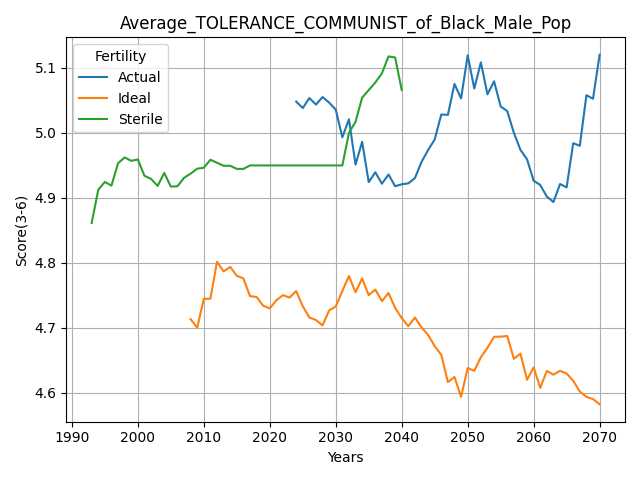 Average_TOLERANCE_COMMUNIST_of_Black_Male_Pop
Fertility
Actual
Ideal
Sterile
Score(3-6)
5.1
5.0
4.9
4.8
4.7
4.6
1990 2000 2010 2020 2030 2040 2050 2060 2070
Years